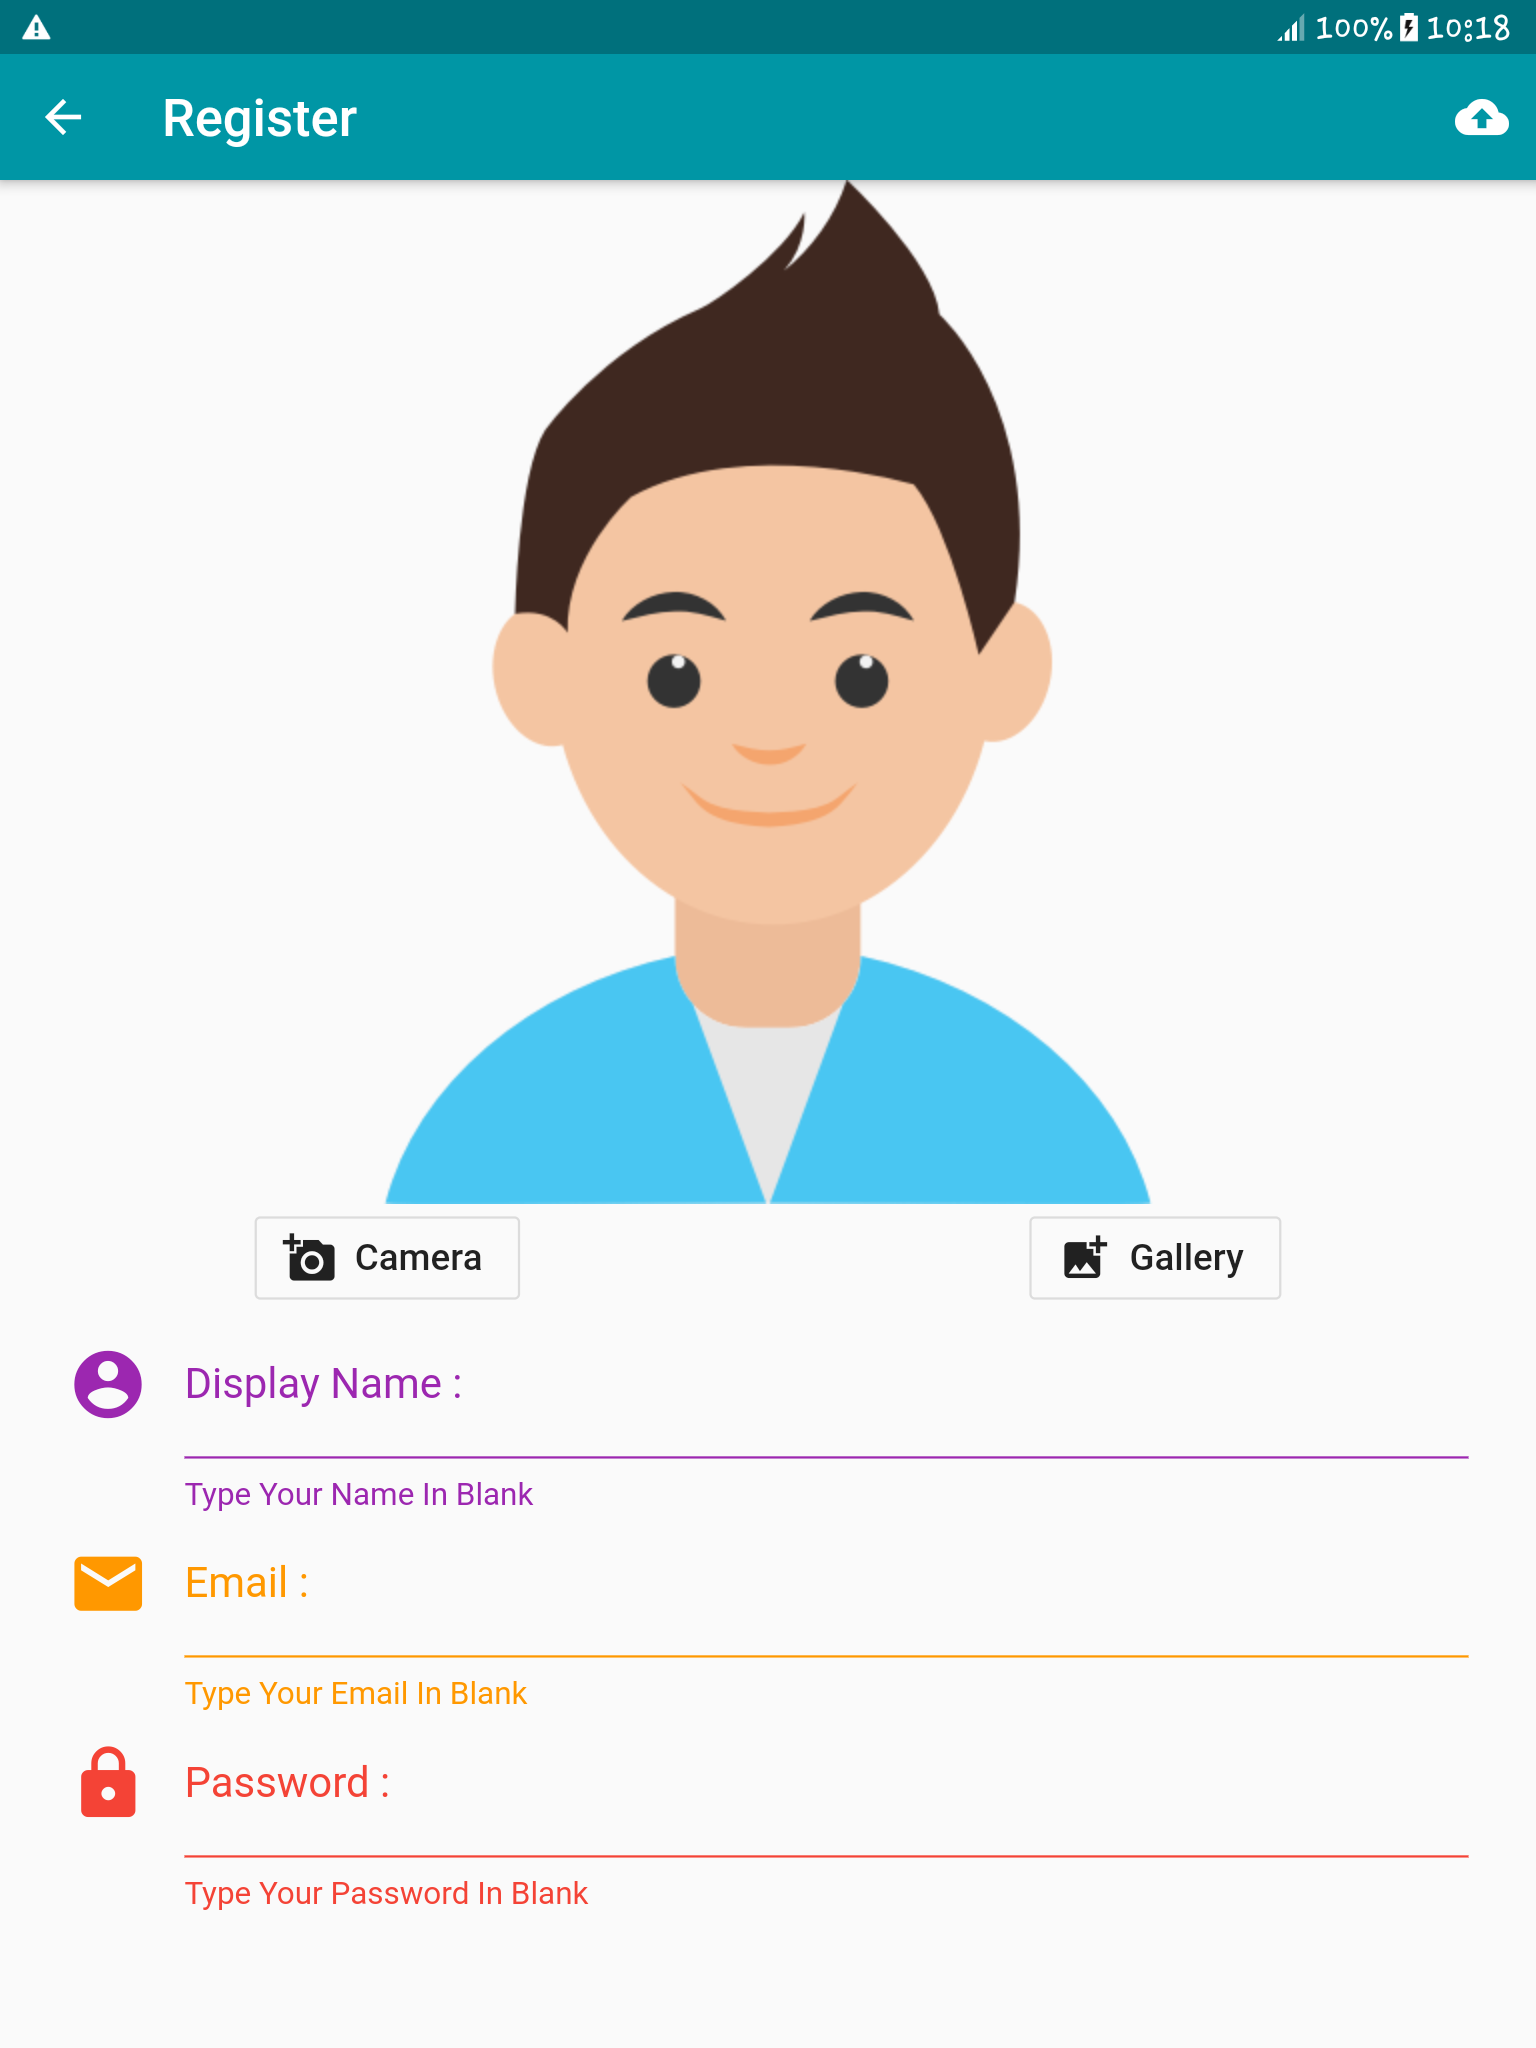 100% 10:18
Register
Camera
Gallery
Display Name :
Type Your Name In Blank
Email :
Type Your Email In Blank
Password :
Type Your Password In Blank